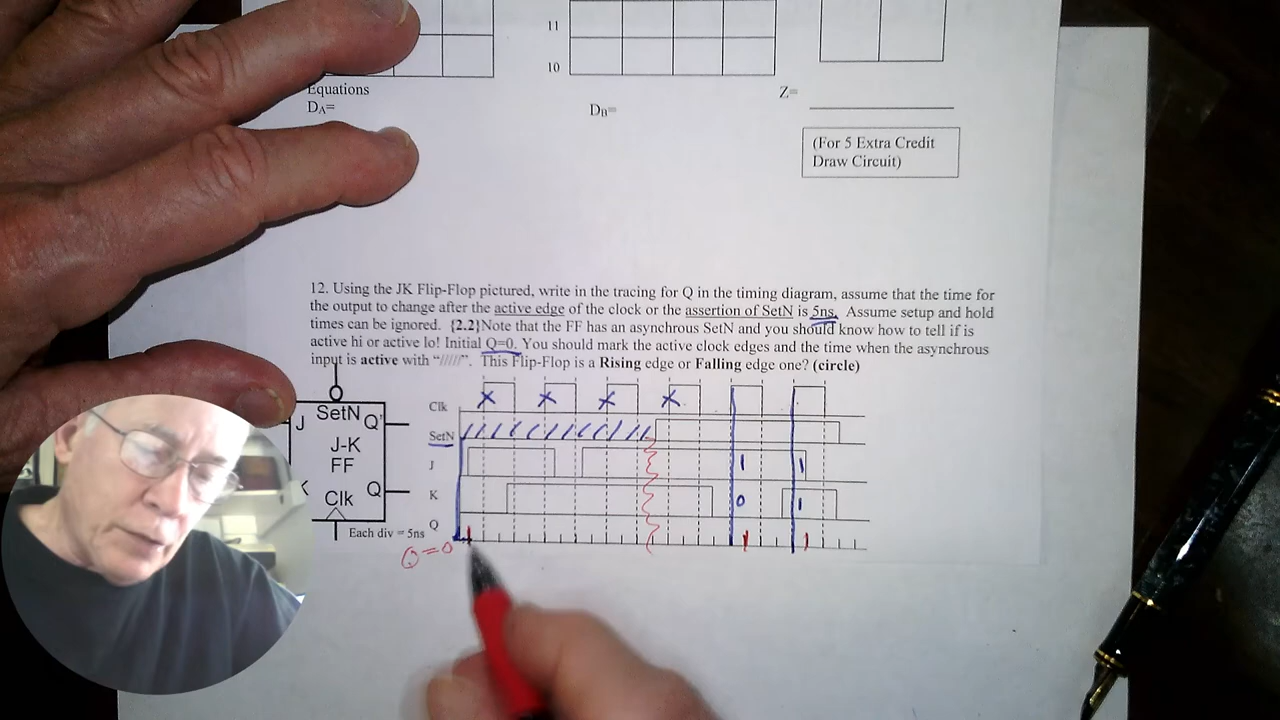 11
10
Equations
DA=
DB=
Z=
(For 5 Extra Credit
Draw Circuit)
12. Using the JK Flip-Flop pictured, write in the tracing for Q in the timing diagram, assume that the time for
the output to change after the active edge of the clock or the assertion of SetN is 5ns. Assume setup and hold
times can be ignored. {2.2}Note that the FF has an asynchrous SetN and you should know how to tell if is
active hi or active lo! Initial Q=0. You should mark the active clock edges and the time when the asynchrous
input is active with “/////”. This Flip-Flop is a Rising edge or Falling edge one? (circle)
Clk
SetN
J
K
Q
SetN Q'
J
J-K
FF
K
Clk Q
Each div = 5ns
Q=0
X X X X
1 1
0 1